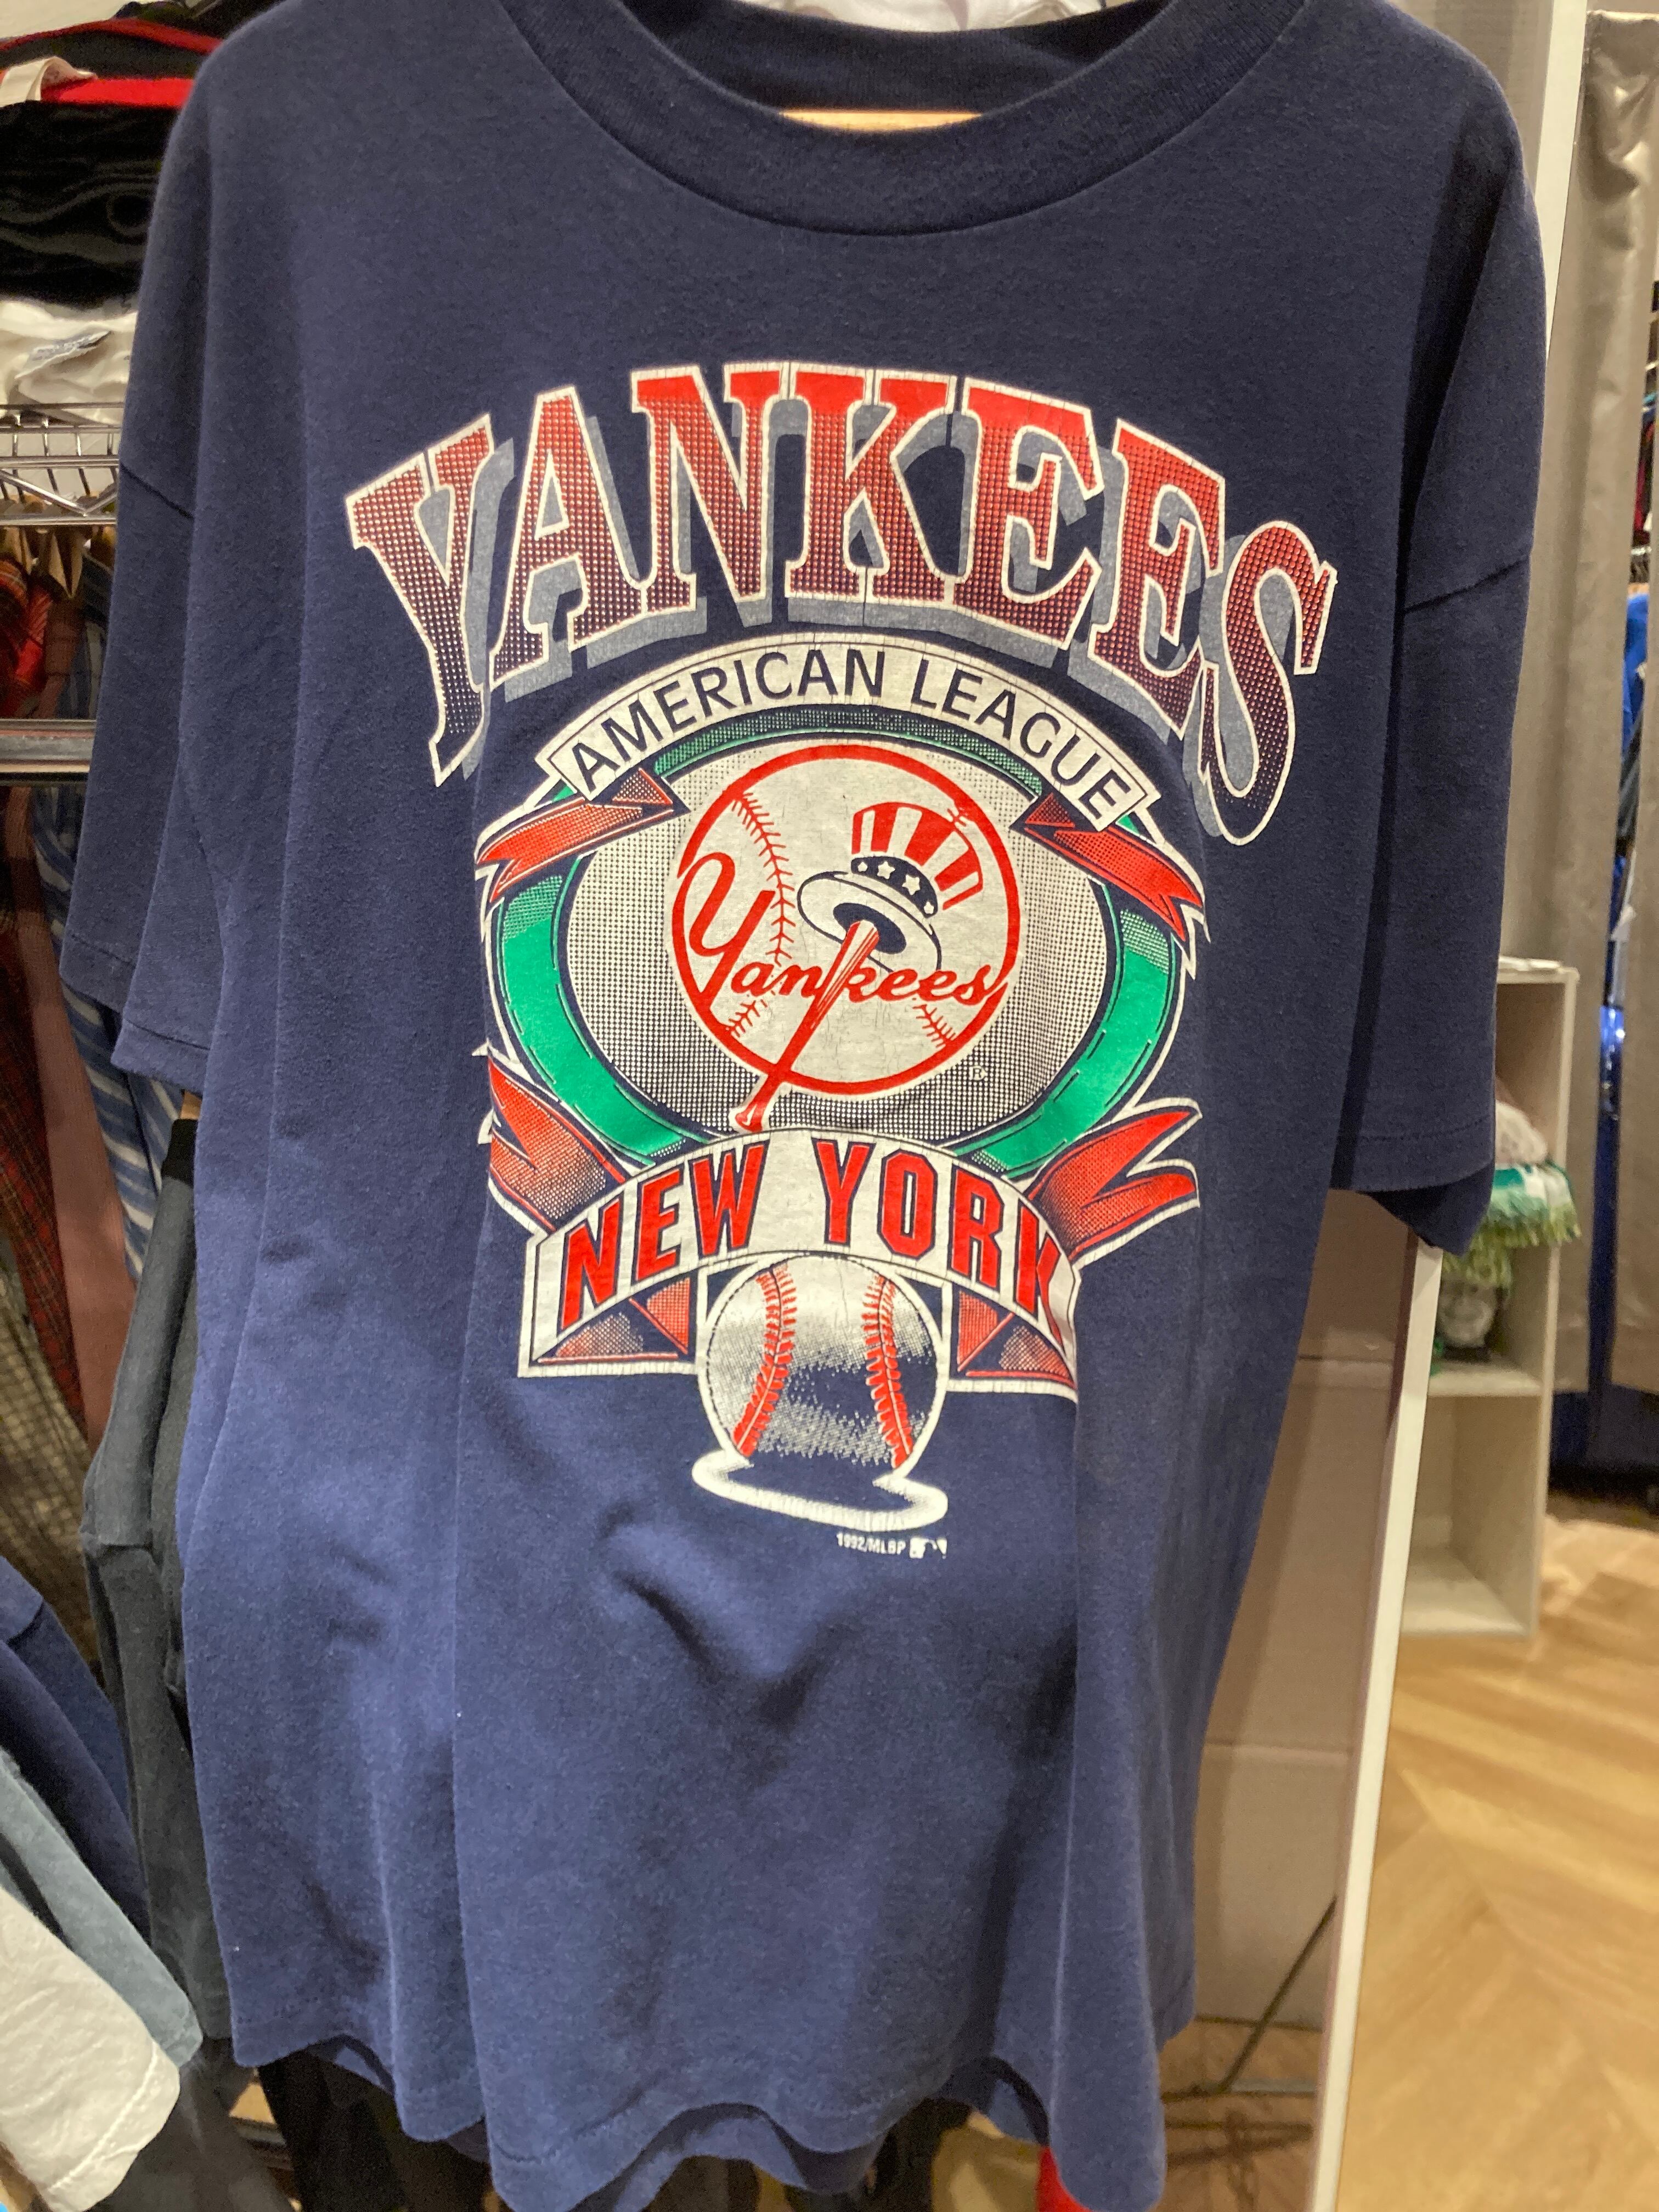 YANKEES
AMERICAN LEAGUE
Yankees
®
NEW YORK
1992/MLBP